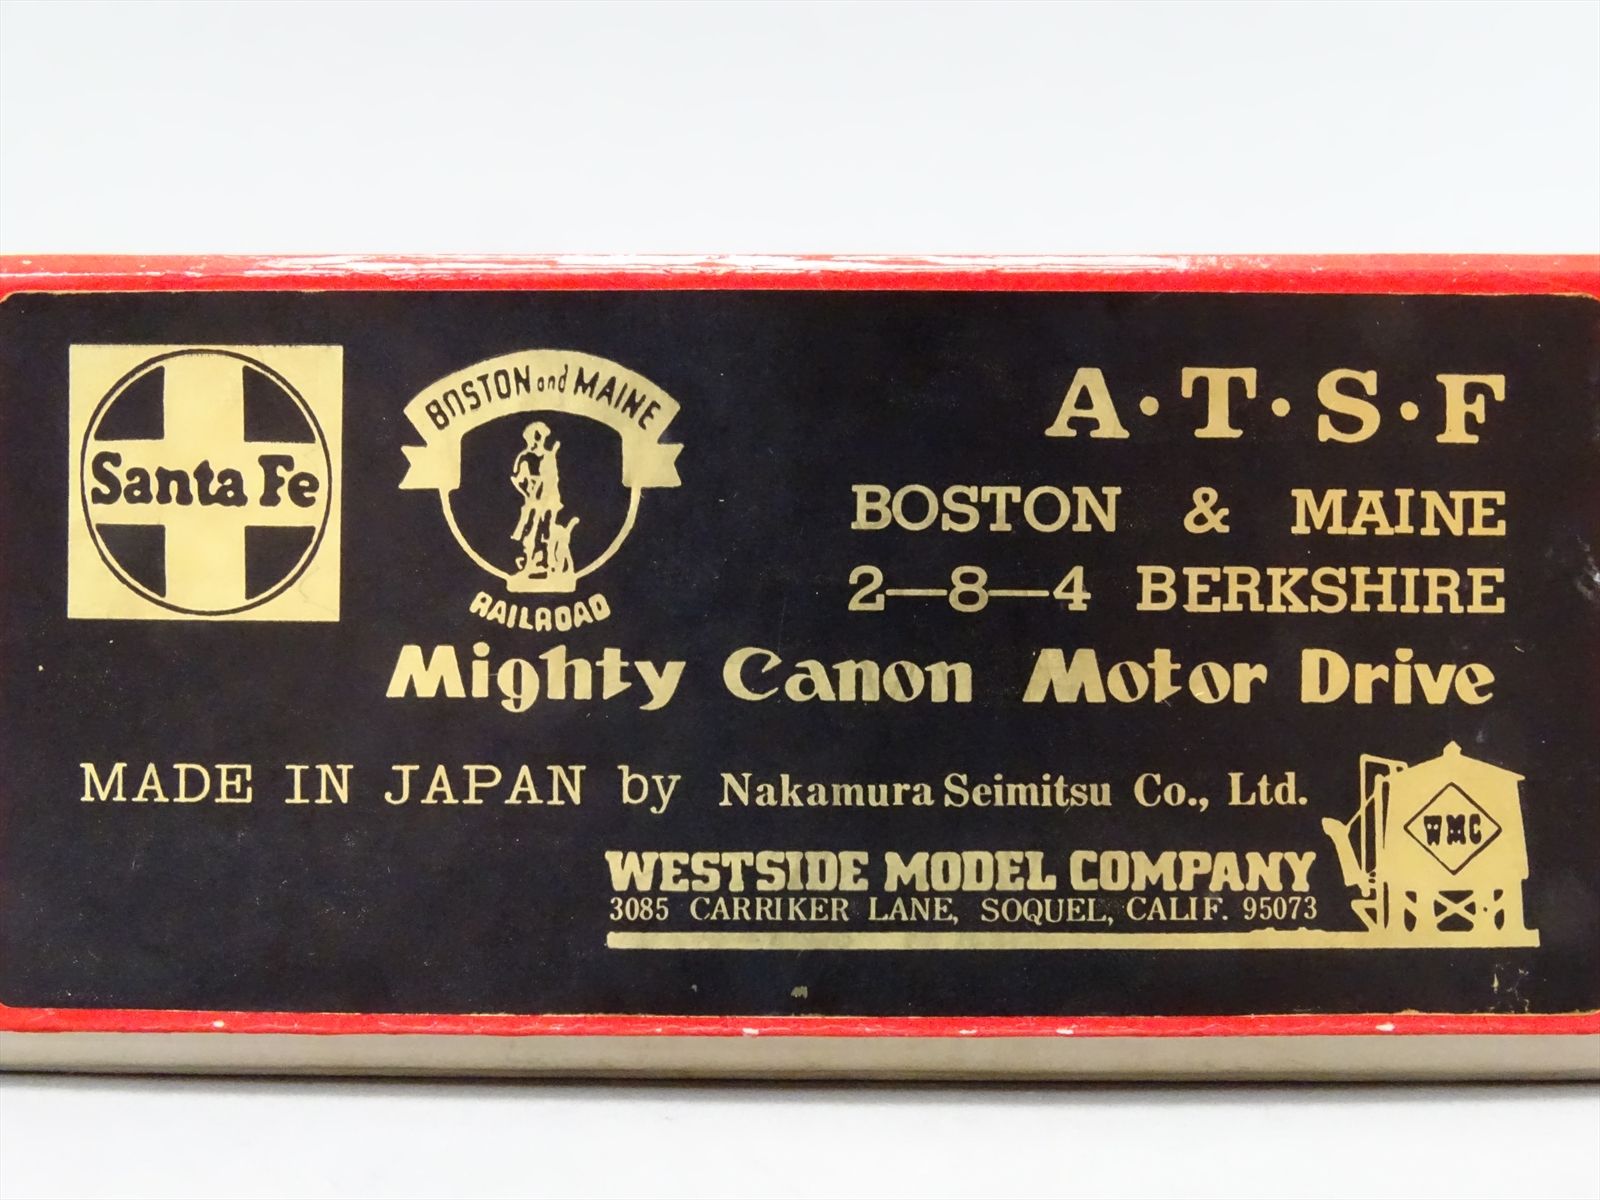 Santa Fe
BOSTON and MAINE
RAILROAD
A·T·S·F
BOSTON & MAINE
2—8—4 BERKSHIRE
Mighty Canon Motor Drive
MADE IN JAPAN by Nakamura Seimitsu Co., Ltd.
WMC
WESTSIDE MODEL COMPANY
3085 CARRIKER LANE, SOQUEL, CALIF. 95073